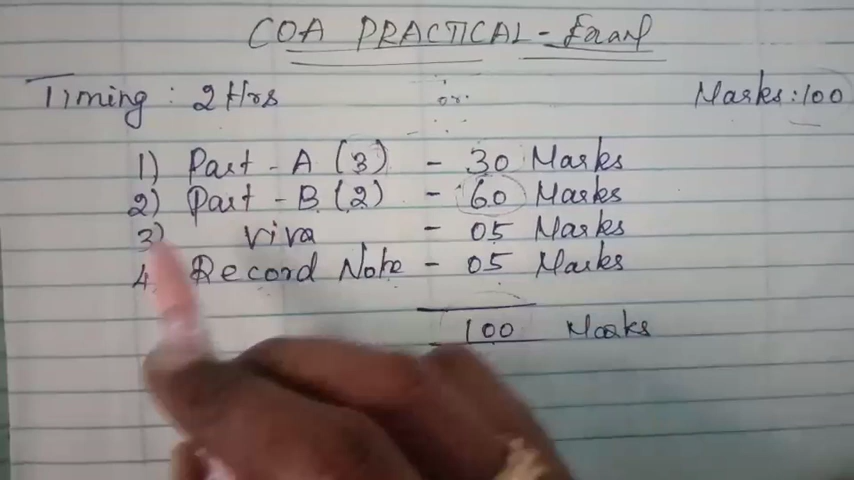 COA PRACTICAL - Exam
Timing : 2 Hrs
or
Marks : 100
1) Part - A (3) - 30 Marks
2) Part - B (2) - 60 Marks
3) Viva - 05 Marks
4. Record Note - 05 Marks
100 Marks